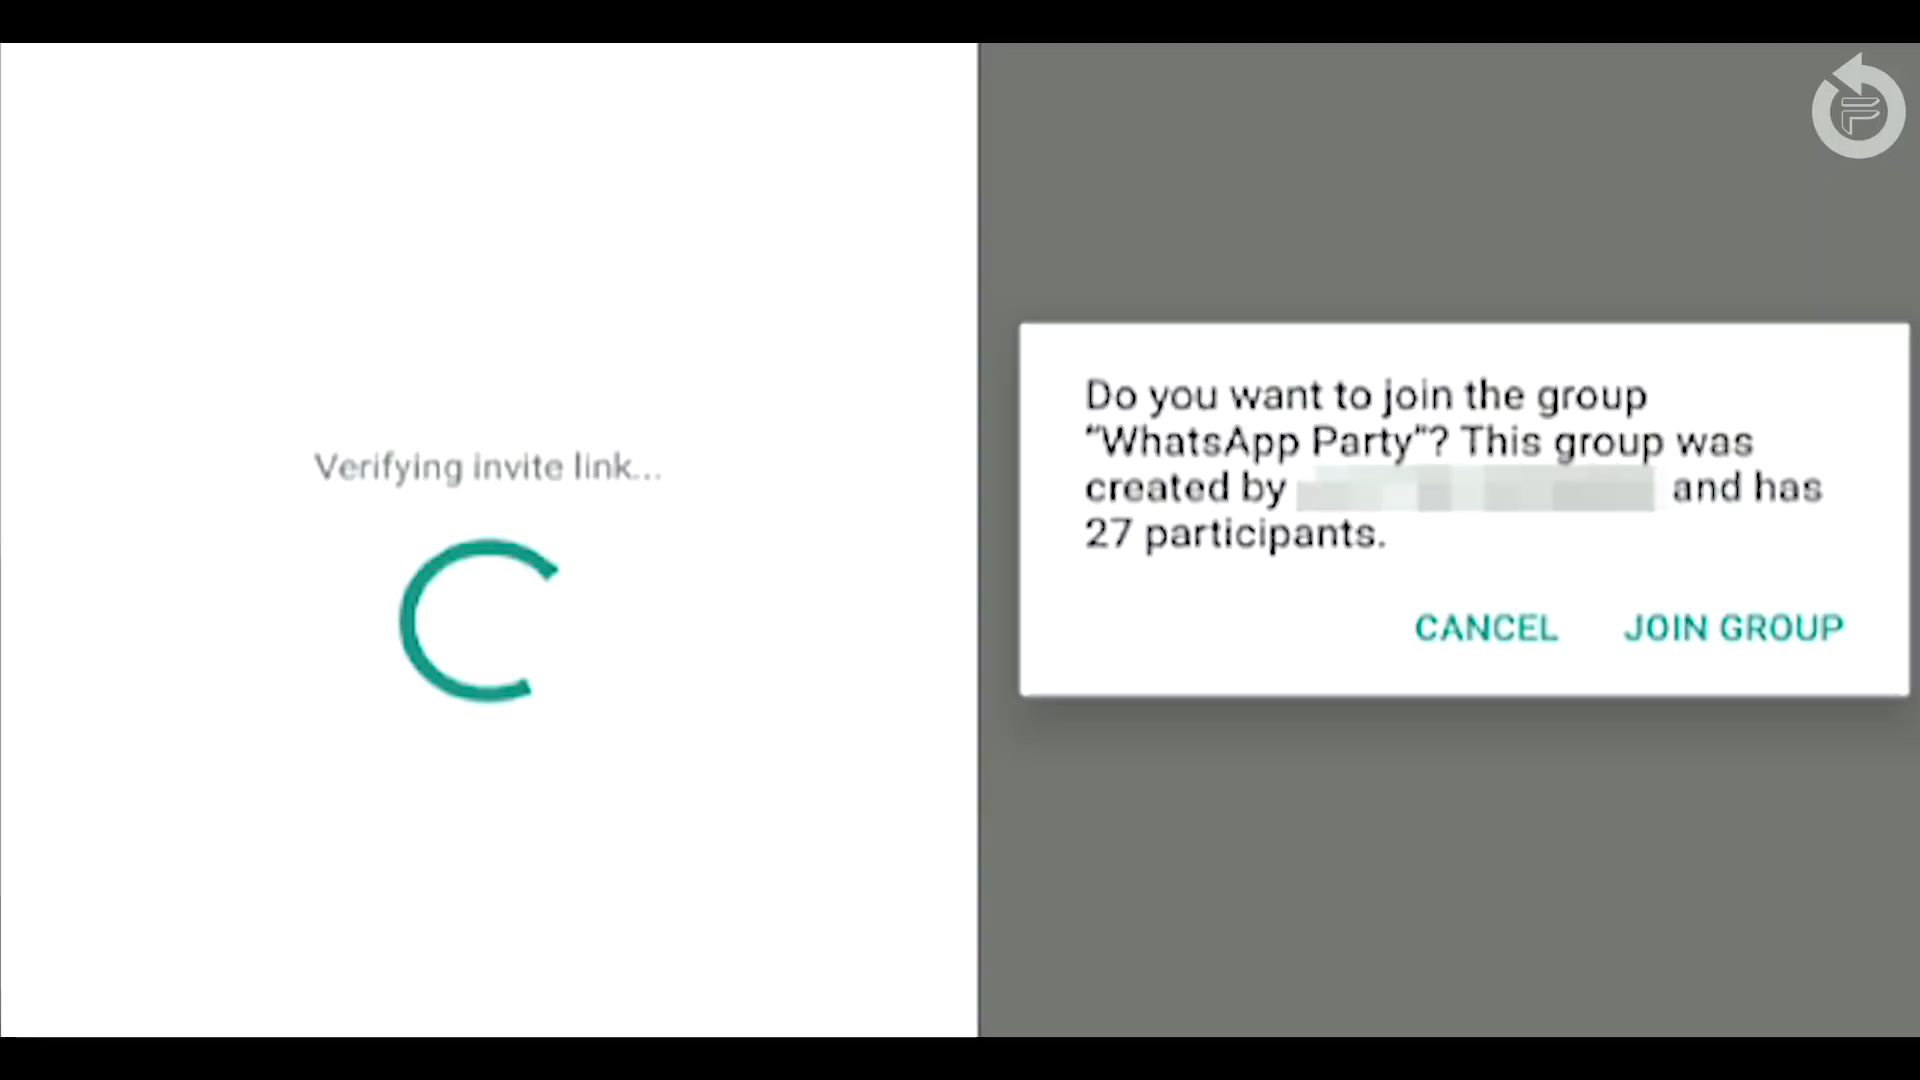 Verifying invite link...
Do you want to join the group
“WhatsApp Party”? This group was
created by and has
27 participants.
CANCEL JOIN GROUP